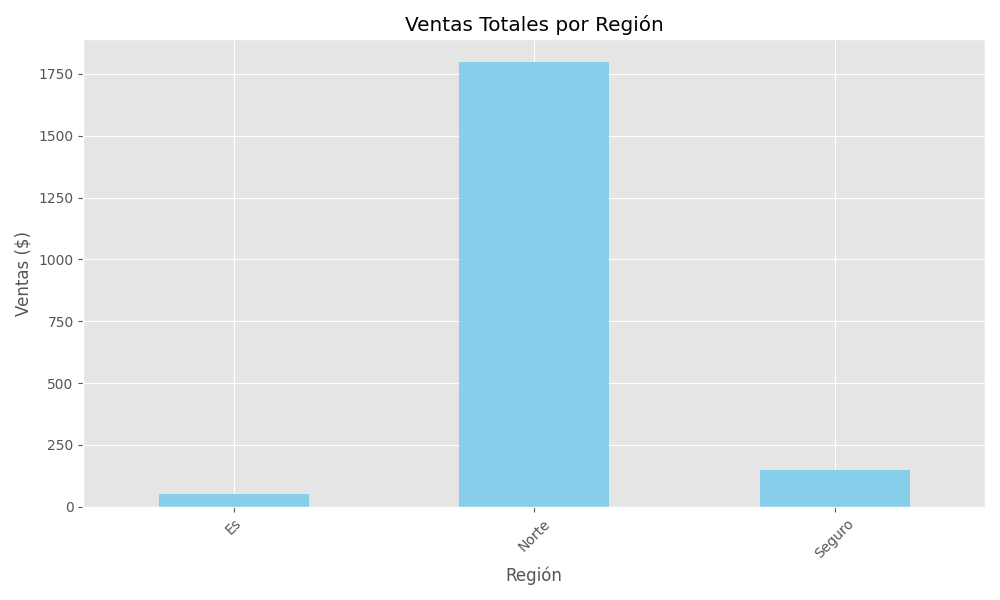 Ventas Totales por Región
Ventas ($)
1750
1500
1250
1000
750
500
250
0
Es
Norte
Seguro
Región